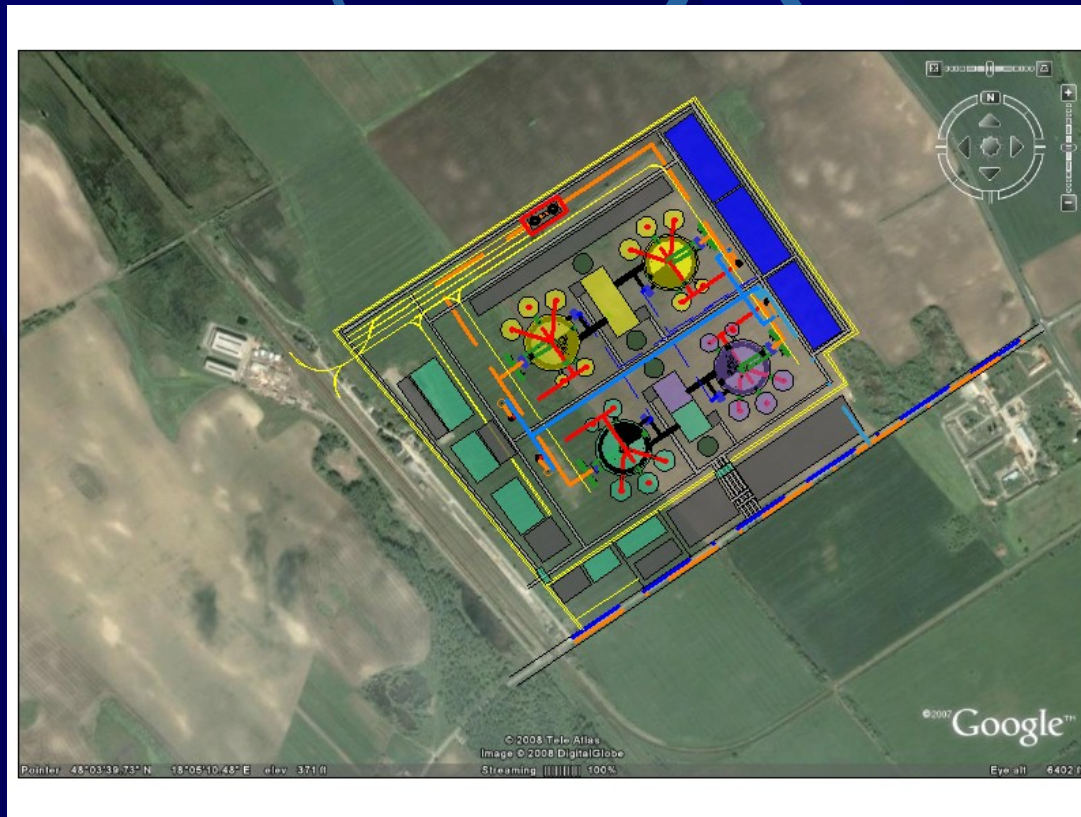 N
©2007 Google™
© 2008 Tele Atlas
Image © 2008 DigitalGlobe
Pointer 48°03'39.73" N 18°05'10.48" E elev 371 ft Streaming 100% Eye alt 6402 ft